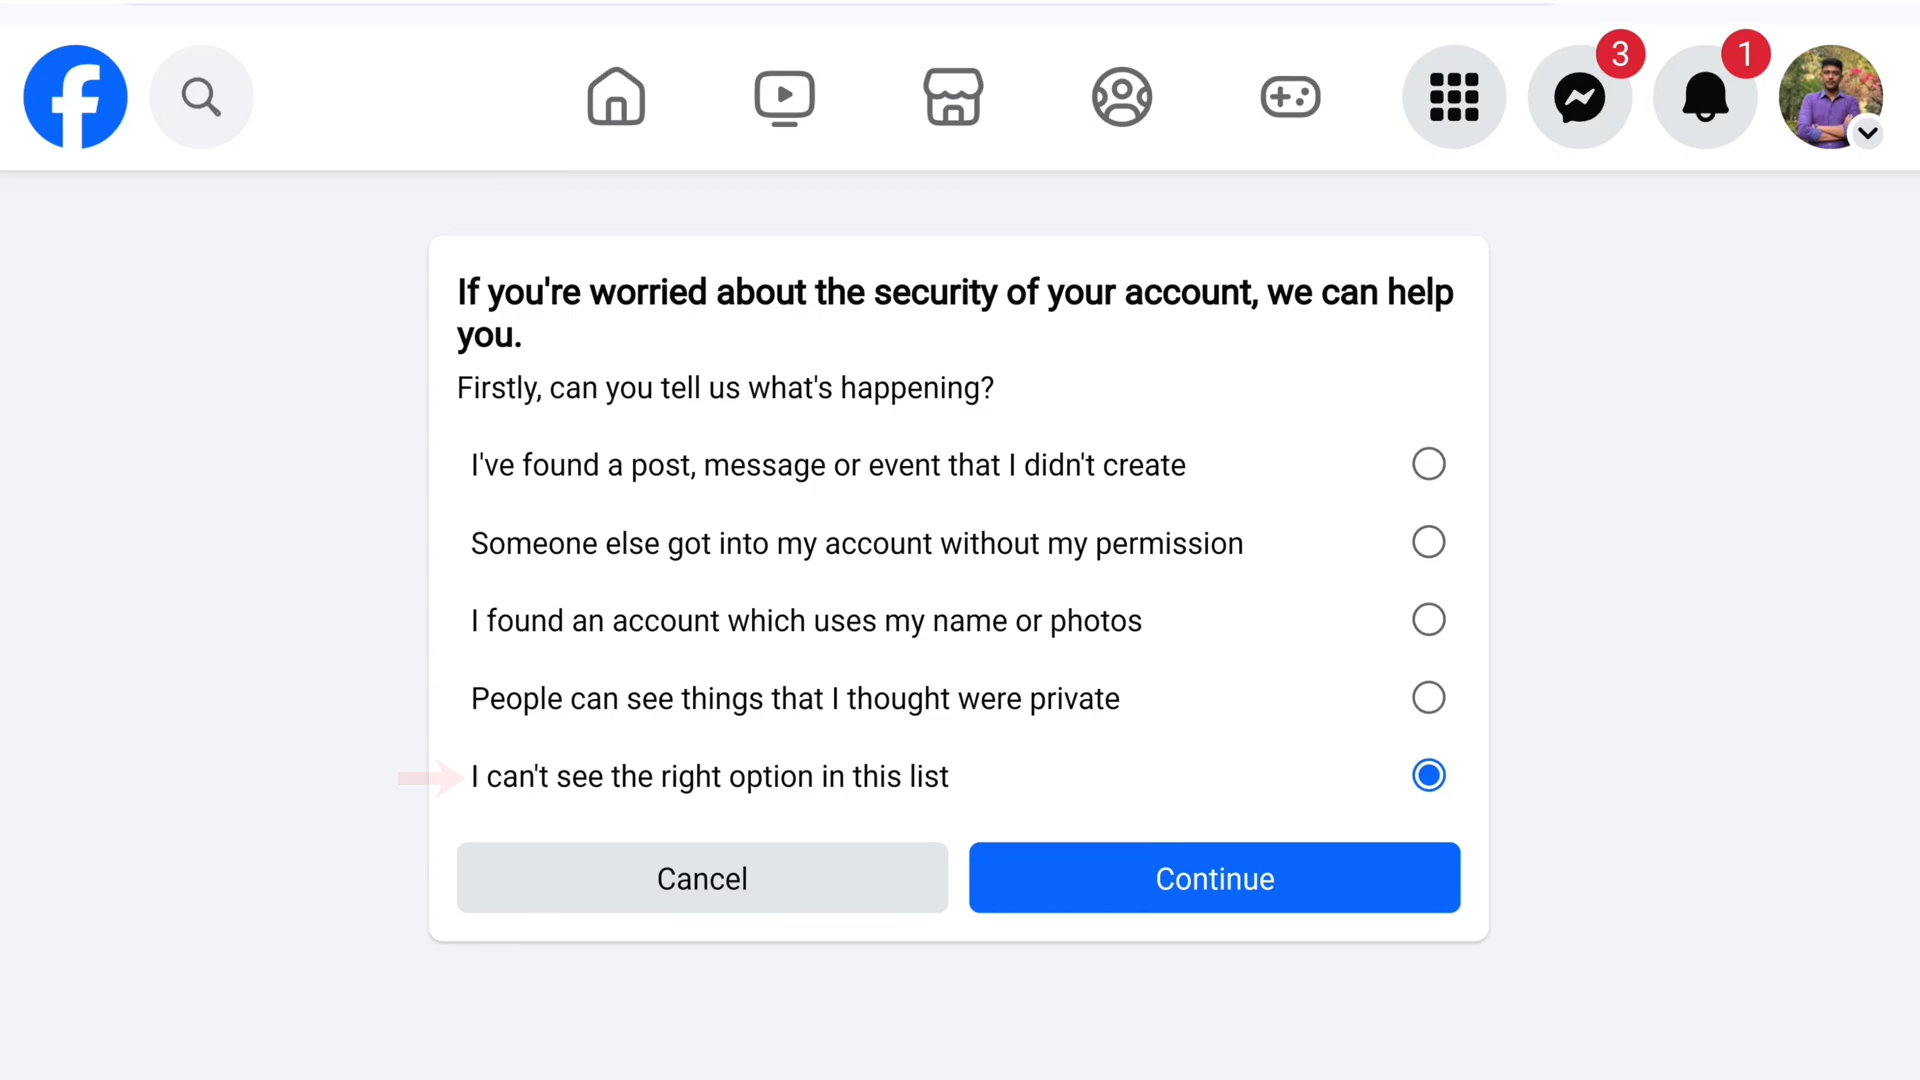 3
1
If you're worried about the security of your account, we can help
you.
Firstly, can you tell us what's happening?
I've found a post, message or event that I didn't create
Someone else got into my account without my permission
I found an account which uses my name or photos
People can see things that I thought were private
I can't see the right option in this list
Cancel
Continue